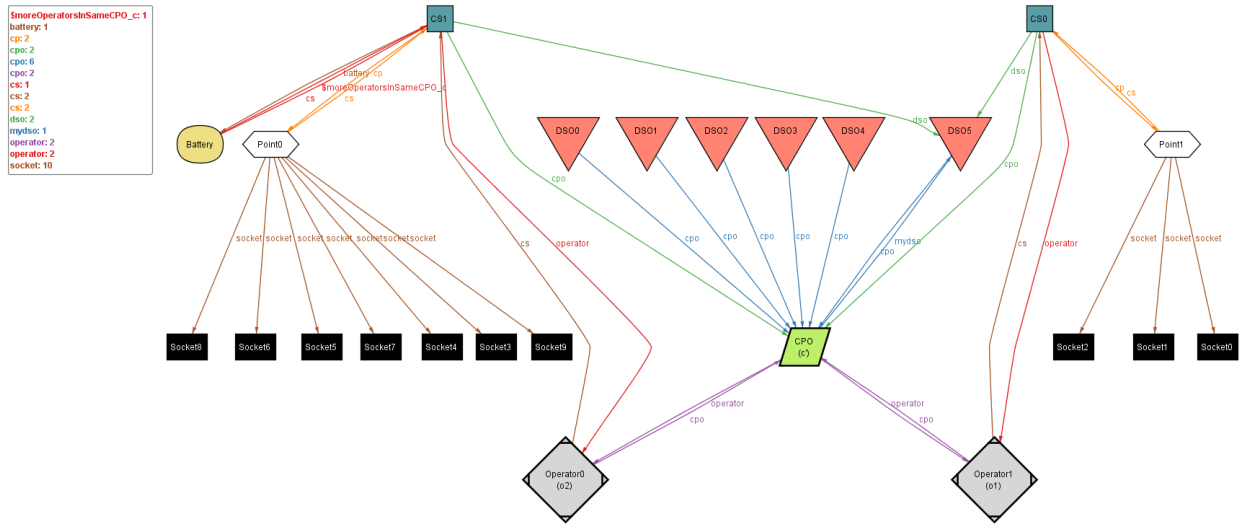 $moreOperatorsInSameCPO_c: 1
battery: 1
cp: 2
cpo: 2
cpo: 6
cpo: 2
cs: 1
cs: 2
cs: 2
dso: 2
mydso: 1
operator: 2
operator: 2
socket: 10
CS1
CS0
battery
cp
$moreOperatorsInSameCPO_c
cs
cs
dso
cp
cs
dso
Battery
Point0
DSO0
DSO1
DSO2
DSO3
DSO4
DSO5
Point1
cpo
cpo
socket
socket
socket
socket
socket
socket
socket
cs
operator
cpo
cpo
cpo
cpo
cpo
mydso
cpo
cs
operator
socket
socket
socket
Socket8
Socket6
Socket5
Socket7
Socket4
Socket3
Socket9
CPO
(c')
Socket2
Socket1
Socket0
operator
cpo
operator
cpo
Operator0
(o2)
Operator1
(o1)